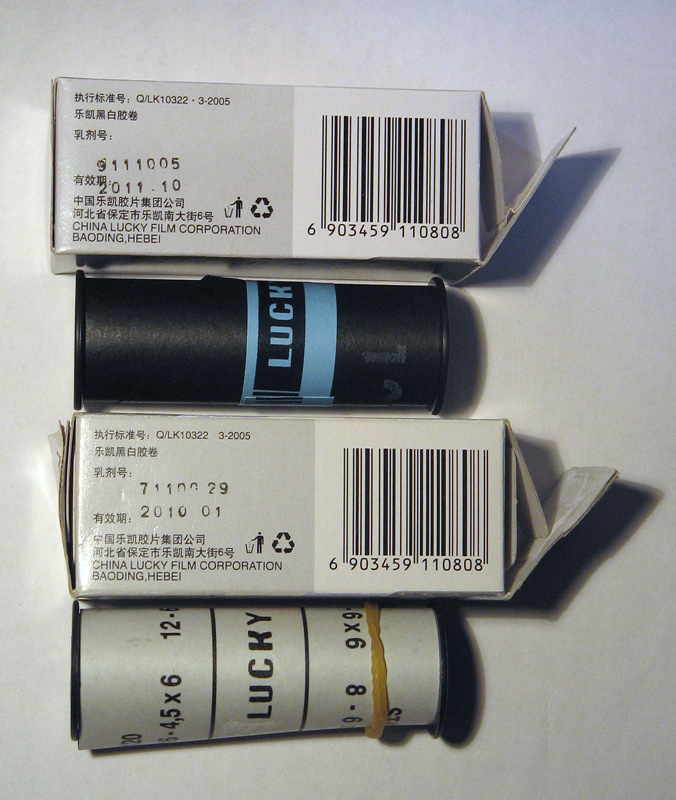 执行标准号: Q/LK10322·3-2005
乐凯黑白胶卷
乳剂号:
9111005
有效期:
2011.10
中国乐凯胶片集团公司
河北省保定市乐凯南大街6号
CHINA LUCKY FILM CORPORATION
BAODING,HEBEI
6 903459 110808
LUCK
执行标准号: Q/LK10322 3-2005
乐凯黑白胶卷
乳剂号:
有效期: 2010 01
中国乐凯胶片集团公司
河北省保定市乐凯南大街6号
CHINA LUCKY FILM CORPORATION
BAODING,HEBEI
6 903459 110808
20
6·4,5x6
LUCKY
8